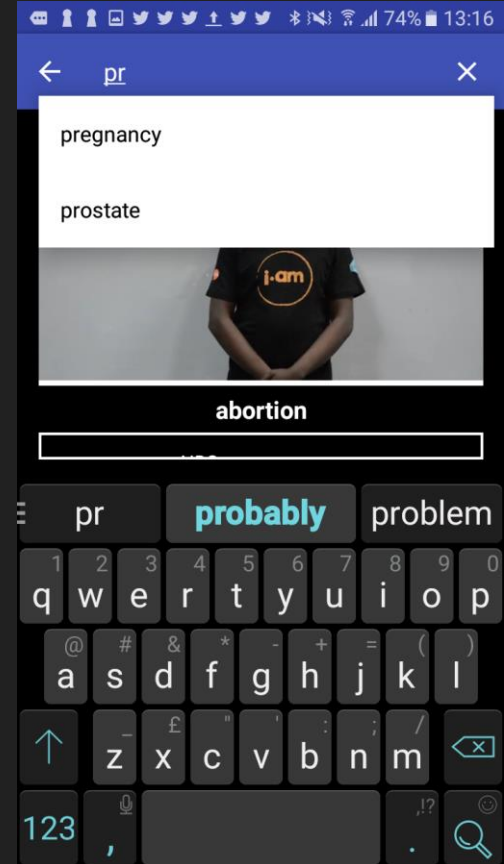 74% 13:16
pr
pregnancy
prostate
i.am
abortion
pr probably problem
1 2 3 4 5 6 7 8 9 0
q w e r t y u i o p
@ # & * - + = ( )
a s d f g h j k l
_ £ " ' : ; /
z x c v b n m
123 , ,!? .